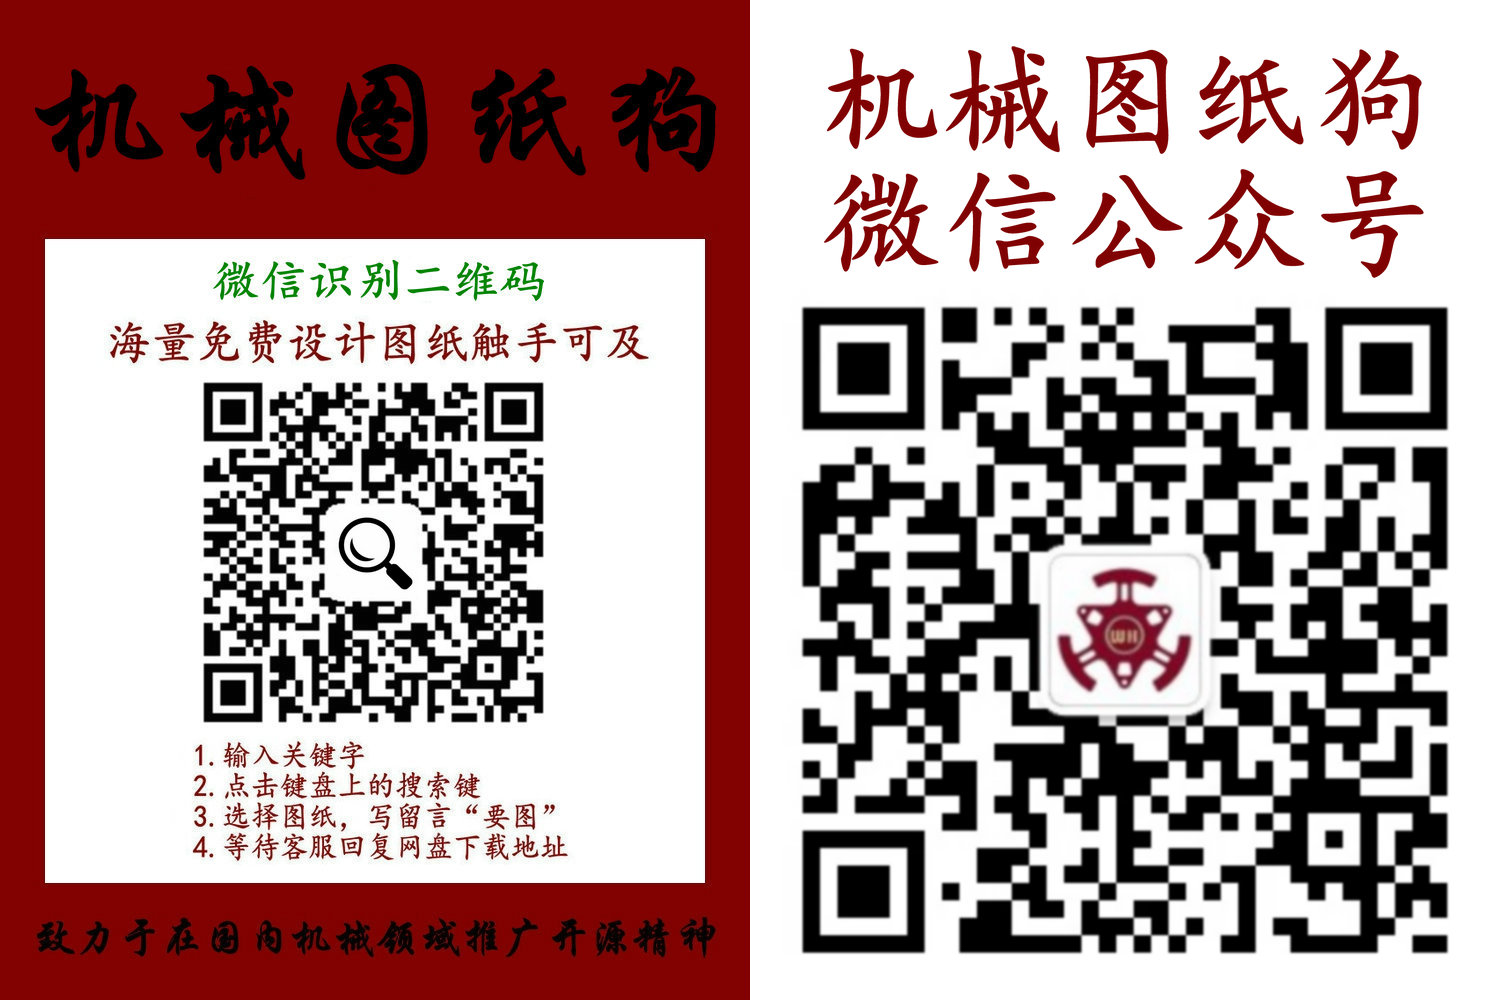 机械图纸狗
微信识别二维码
海量免费设计图纸触手可及
1.输入关键字
2.点击键盘上的搜索键
3.选择图纸，写留言“要图”
4.等待客服回复网盘下载地址
致力于在国内机械领域推广开源精神
机械图纸狗
微信公众号
WH